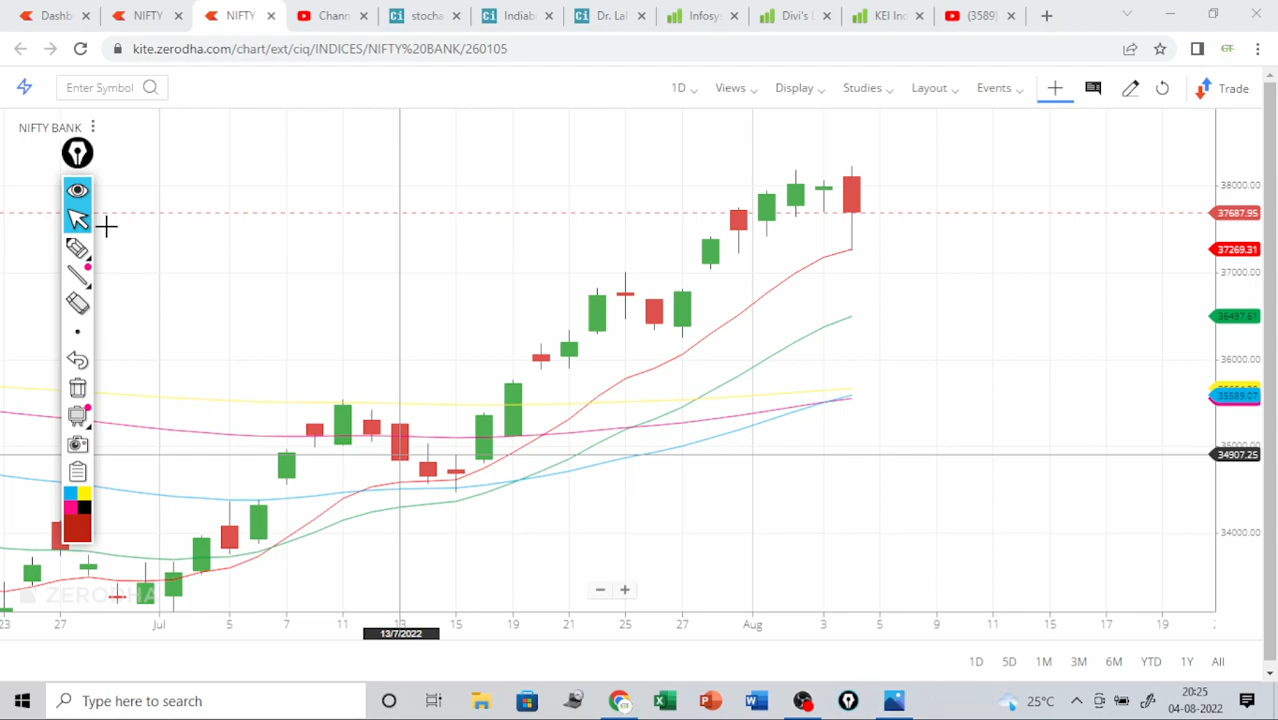 Dashb
NIFTY
NIFTY
Chann
stocha
Indiab
Dr. Lal
Infosys
Divi's L
KEI Ind
(3589)
kite.zerodha.com/chart/ext/ciq/INDICES/NIFTY%20BANK/260105
Enter Symbol
1D
Views
Display
Studies
Layout
Events
Trade
NIFTY BANK
38000.00
37687.95
37269.31
37000.00
36497.61
36000.00
35589.07
35000.00
34907.25
34000.00
ZERODHA
23
27
Jul
5
7
11
13
13/7/2022
15
19
21
25
27
Aug
3
5
9
11
15
17
19
1D
5D
1M
3M
6M
YTD
1Y
All
Type here to search
25°C
20:25
04-08-2022